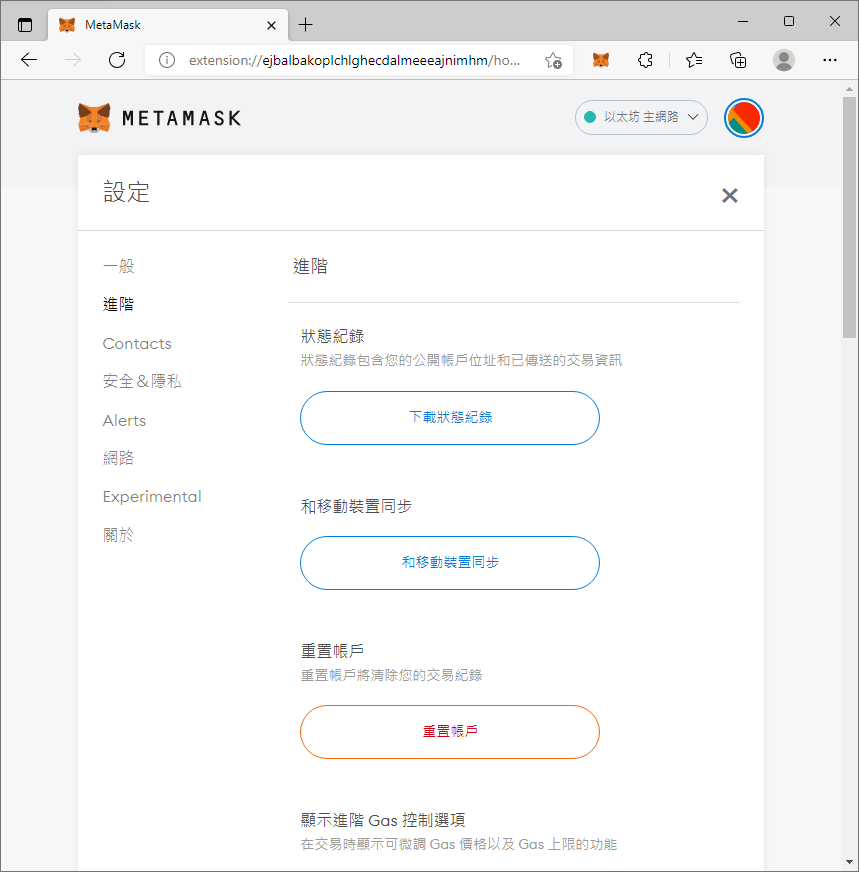 MetaMask
extension://ejbalbakoplchlghecdalmeeeajnimhm/ho...
METAMASK
以太坊 主網路
設定
一般
進階
Contacts
安全＆隱私
Alerts
網路
Experimental
關於
進階
狀態紀錄
狀態紀錄包含您的公開帳戶位址和已傳送的交易資訊
下載狀態紀錄
和移動裝置同步
和移動裝置同步
重置帳戶
重置帳戶將清除您的交易紀錄
重置帳戶
顯示進階 Gas 控制選項
在交易時顯示可微調 Gas 價格以及 Gas 上限的功能